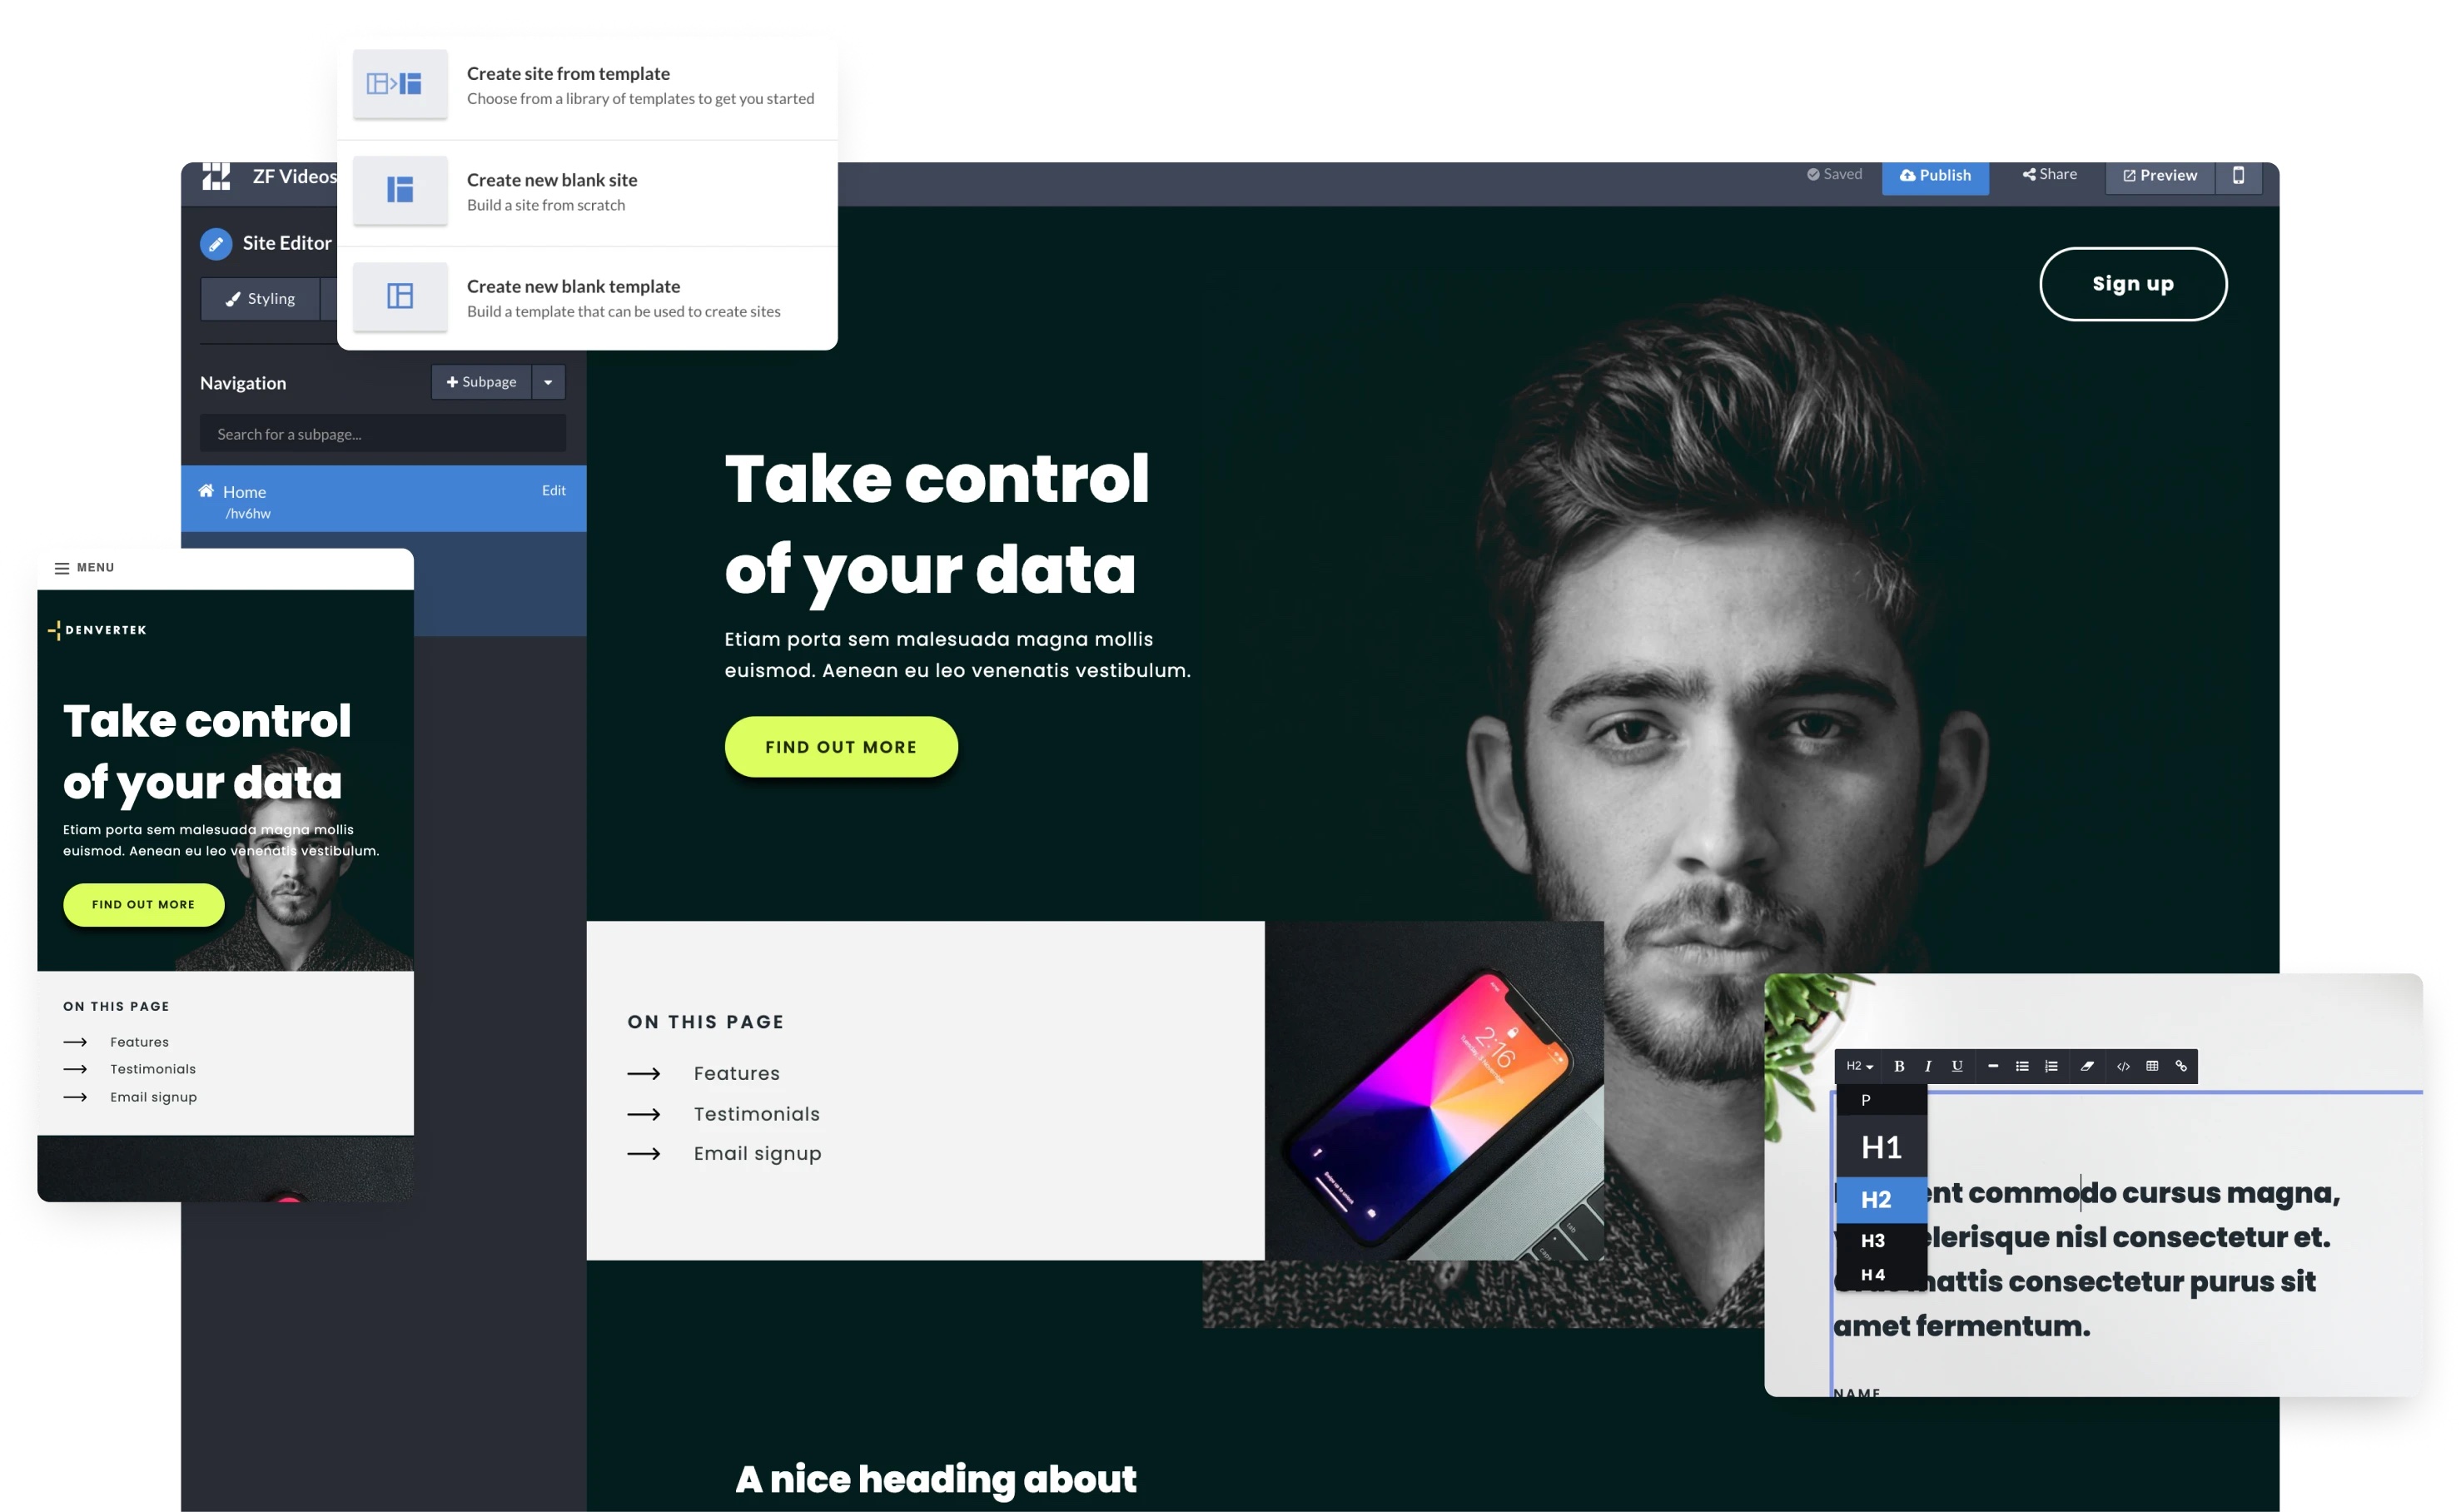 Create site from template
Choose from a library of templates to get you started
Create new blank site
Build a site from scratch
Create new blank template
Build a template that can be used to create sites
ZF Videos
Saved
Publish
Share
Preview
Site Editor
Styling
Navigation
Subpage
Search for a subpage...
Home
Edit
/hv6hw
Sign up
Take control
of your data
Etiam porta sem malesuada magna mollis
euismod. Aenean eu leo venenatis vestibulum.
FIND OUT MORE
ON THIS PAGE
Features
Testimonials
Email signup
2:16
tab
A nice heading about
MENU
DENVERTEK
Take control
of your data
Etiam porta sem malesuada magna mollis
euismod. Aenean eu leo venenatis vestibulum.
FIND OUT MORE
ON THIS PAGE
Features
Testimonials
Email signup
H2 B I U
P
H1
H2
H3
H4
commodo cursus magna,
nisl consectetur et.
consectetur purus sit
amet fermentum.
NAME